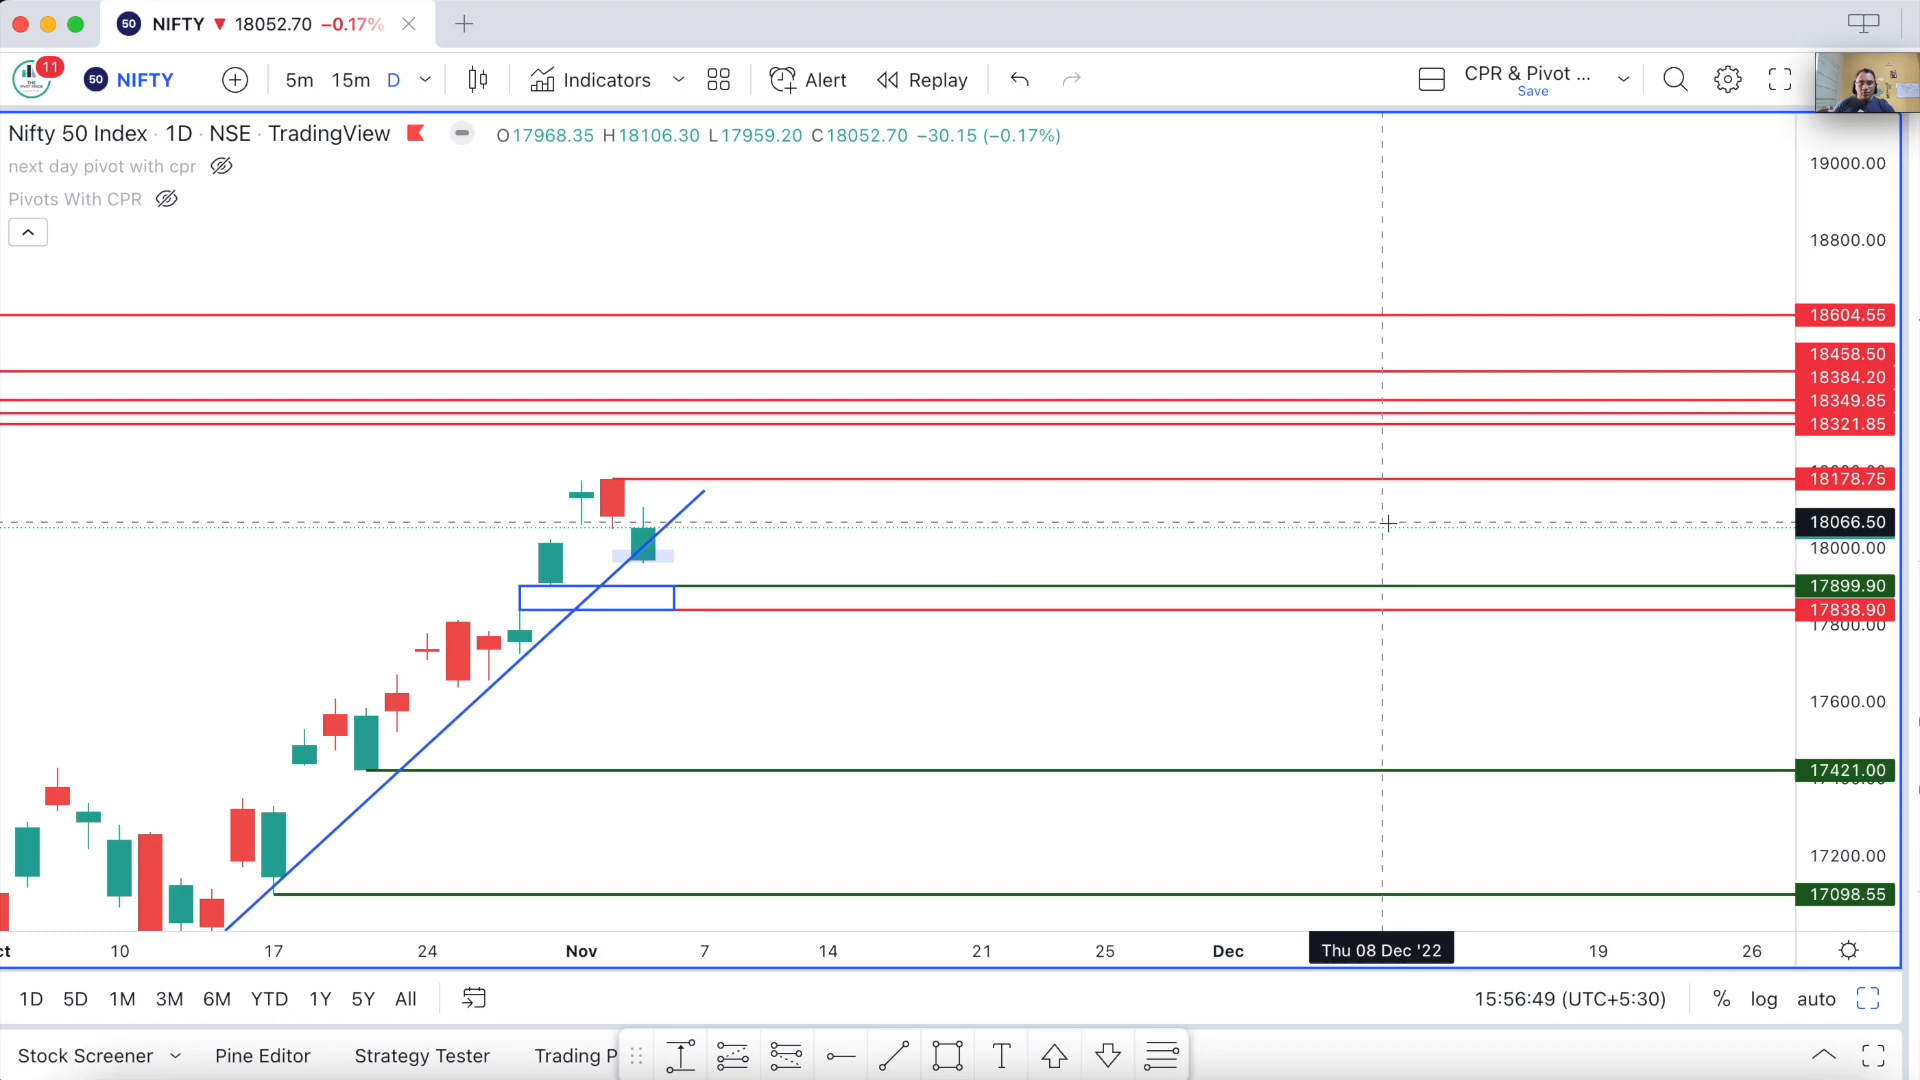 50 NIFTY ▼ 18052.70 −0.17%
11 50 NIFTY 5m 15m D Indicators Alert Replay CPR & Pivot ...
Save
Nifty 50 Index · 1D · NSE · TradingView O17968.35 H18106.30 L17959.20 C18052.70 −30.15 (−0.17%)
next day pivot with cpr
Pivots With CPR
19000.00
18800.00
18604.55
18458.50
18384.20
18349.85
18321.85
18178.75
18066.50
18000.00
17899.90
17838.90
17800.00
17600.00
17421.00
17200.00
17098.55
10 17 24 Nov 7 14 21 25 Dec Thu 08 Dec '22 19 26
1D 5D 1M 3M 6M YTD 1Y 5Y All 15:56:49 (UTC+5:30) % log auto
Stock Screener Pine Editor Strategy Tester Trading P T